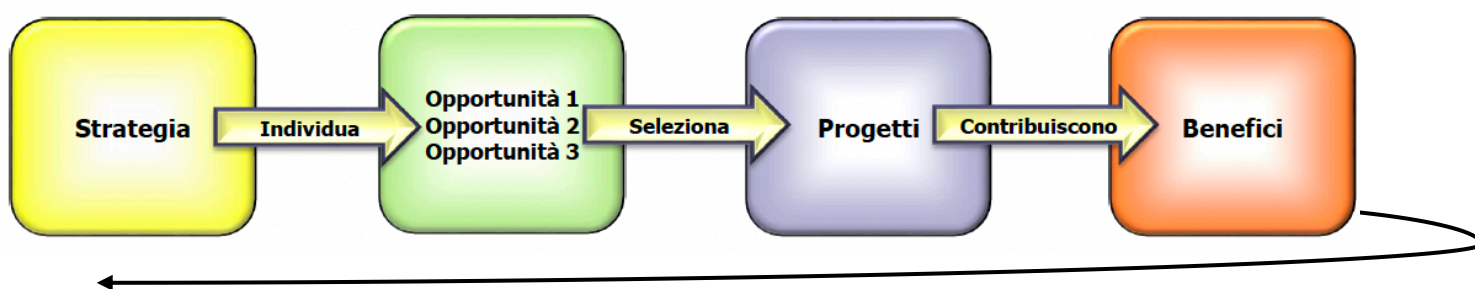 Strategia
Individua
Opportunità 1
Opportunità 2
Opportunità 3
Seleziona
Progetti
Contribuiscono
Benefici